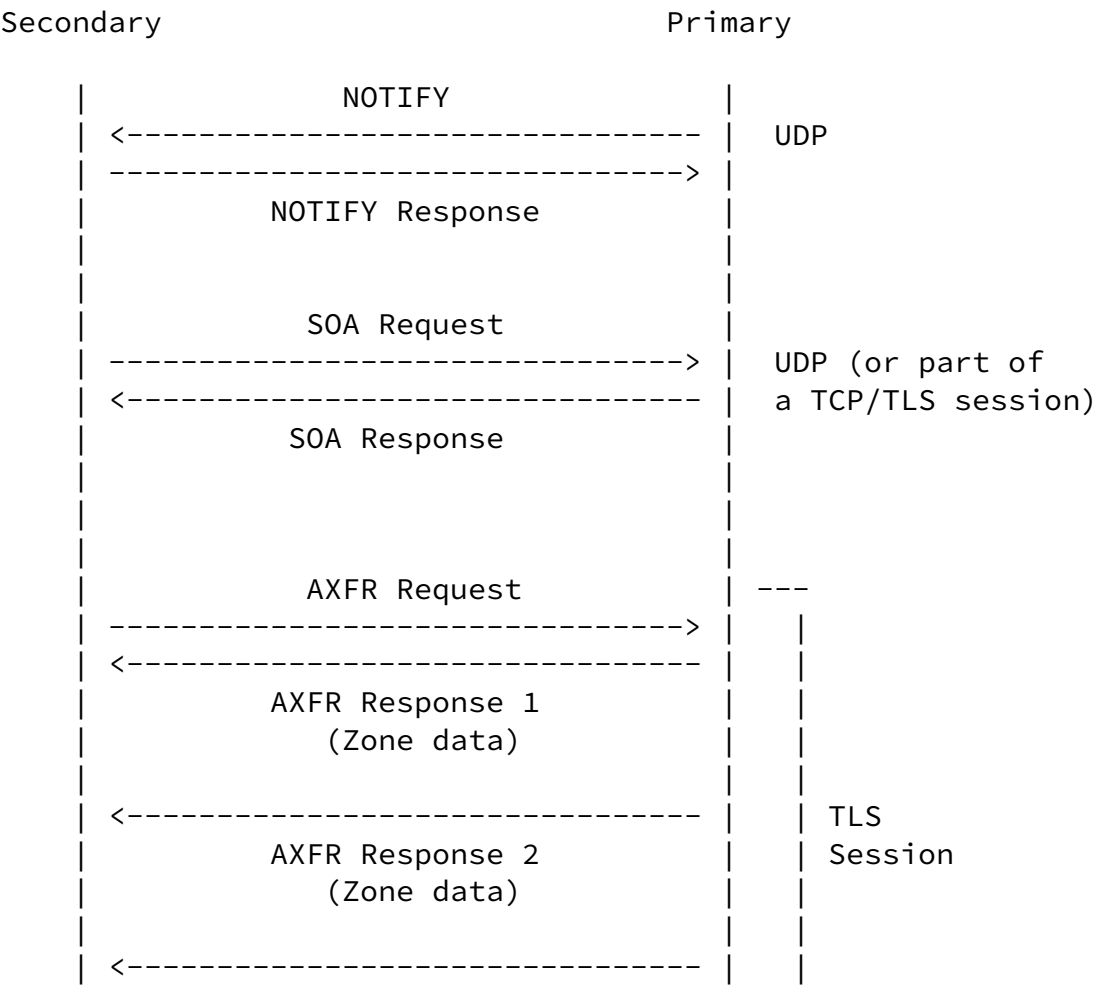 Secondary Primary
NOTIFY
UDP
NOTIFY Response
SOA Request
UDP (or part of
a TCP/TLS session)
SOA Response
AXFR Request
AXFR Response 1
(Zone data)
TLS
AXFR Response 2 Session
(Zone data)